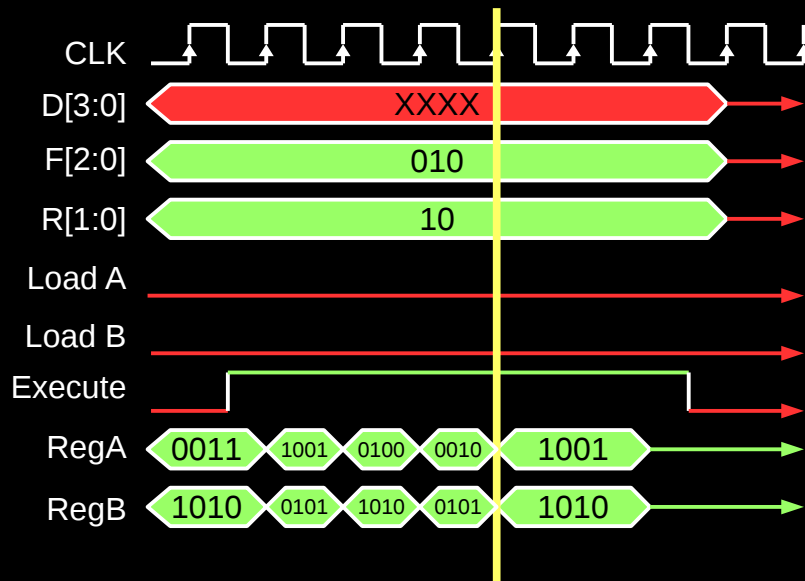 CLK
D[3:0] XXXX
F[2:0] 010
R[1:0] 10
Load A
Load B
Execute
RegA 0011 1001 0100 0010 1001
RegB 1010 0101 1010 0101 1010